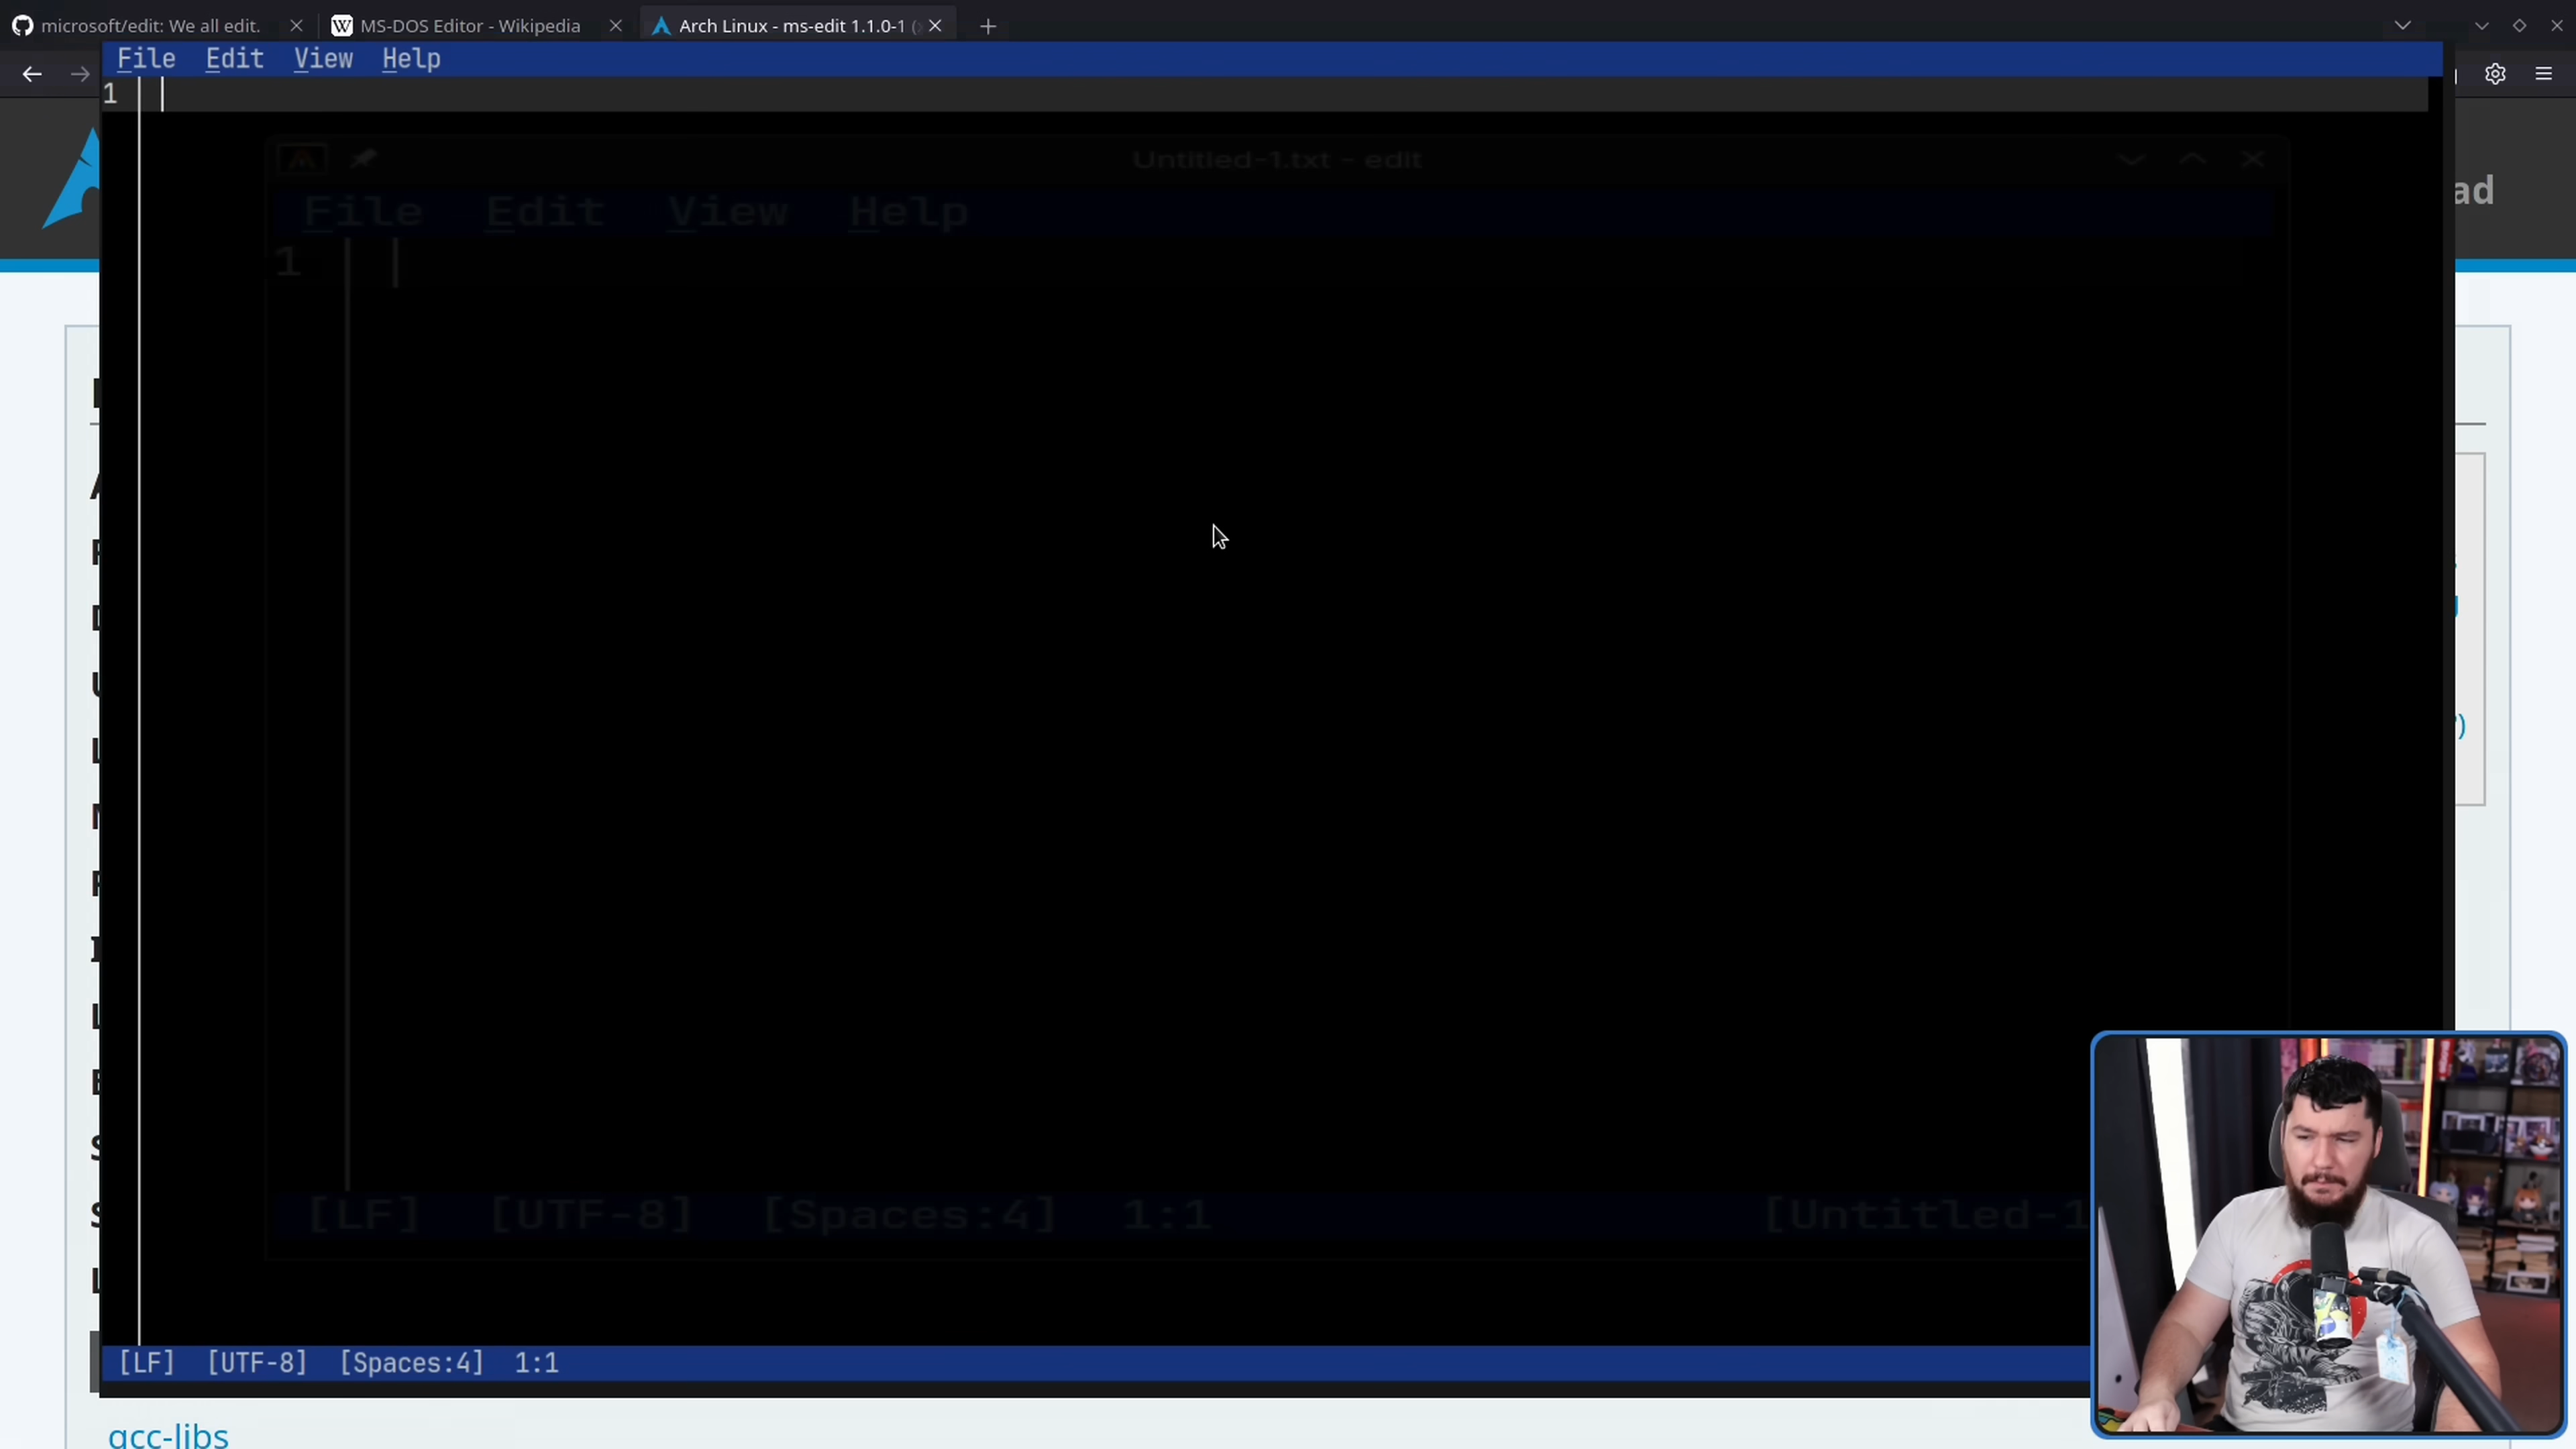 microsoft/edit: We all edit.
MS-DOS Editor - Wikipedia
Arch Linux - ms-edit 1.1.0-1 (
File Edit View Help
1
Untitled-1.txt - edit
File Edit View Help
1
ad
[LF] [UTF-8] [Spaces:4] 1:1
[Untitled-1
[LF] [UTF-8] [Spaces:4] 1:1
gcc-libs